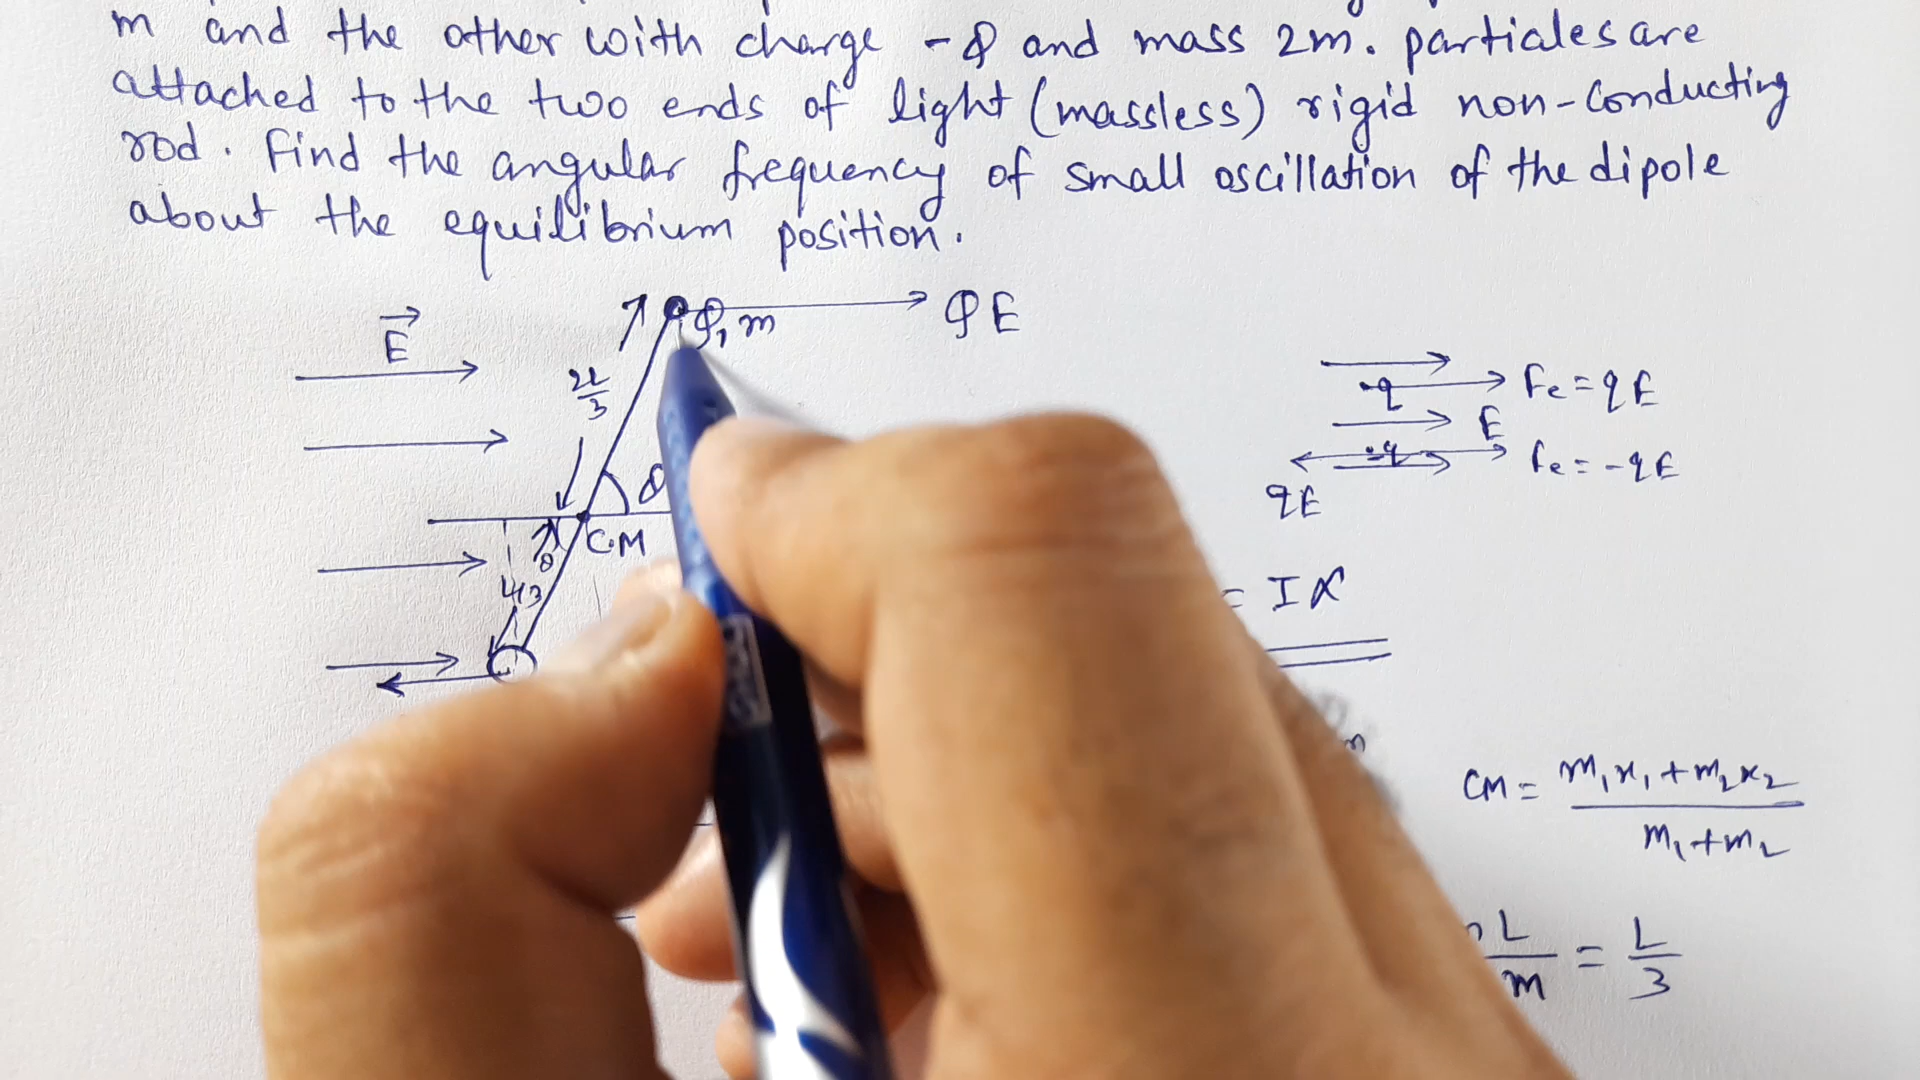 m and the other with charge -Q and mass 2m. particles are
attached to the two ends of light (massless) rigid non-conducting
rod. Find the angular frequency of small oscillation of the dipole
about the equilibrium position.
E
Q, m
QE
2L/3
θ
C.M
θ
L/3
q
Fe = qE
E
-q
Fe = -qE
qE
= Iα
m
CM = m₁x₁ + m₂x₂ / m₁ + m₂
L / m = L / 3